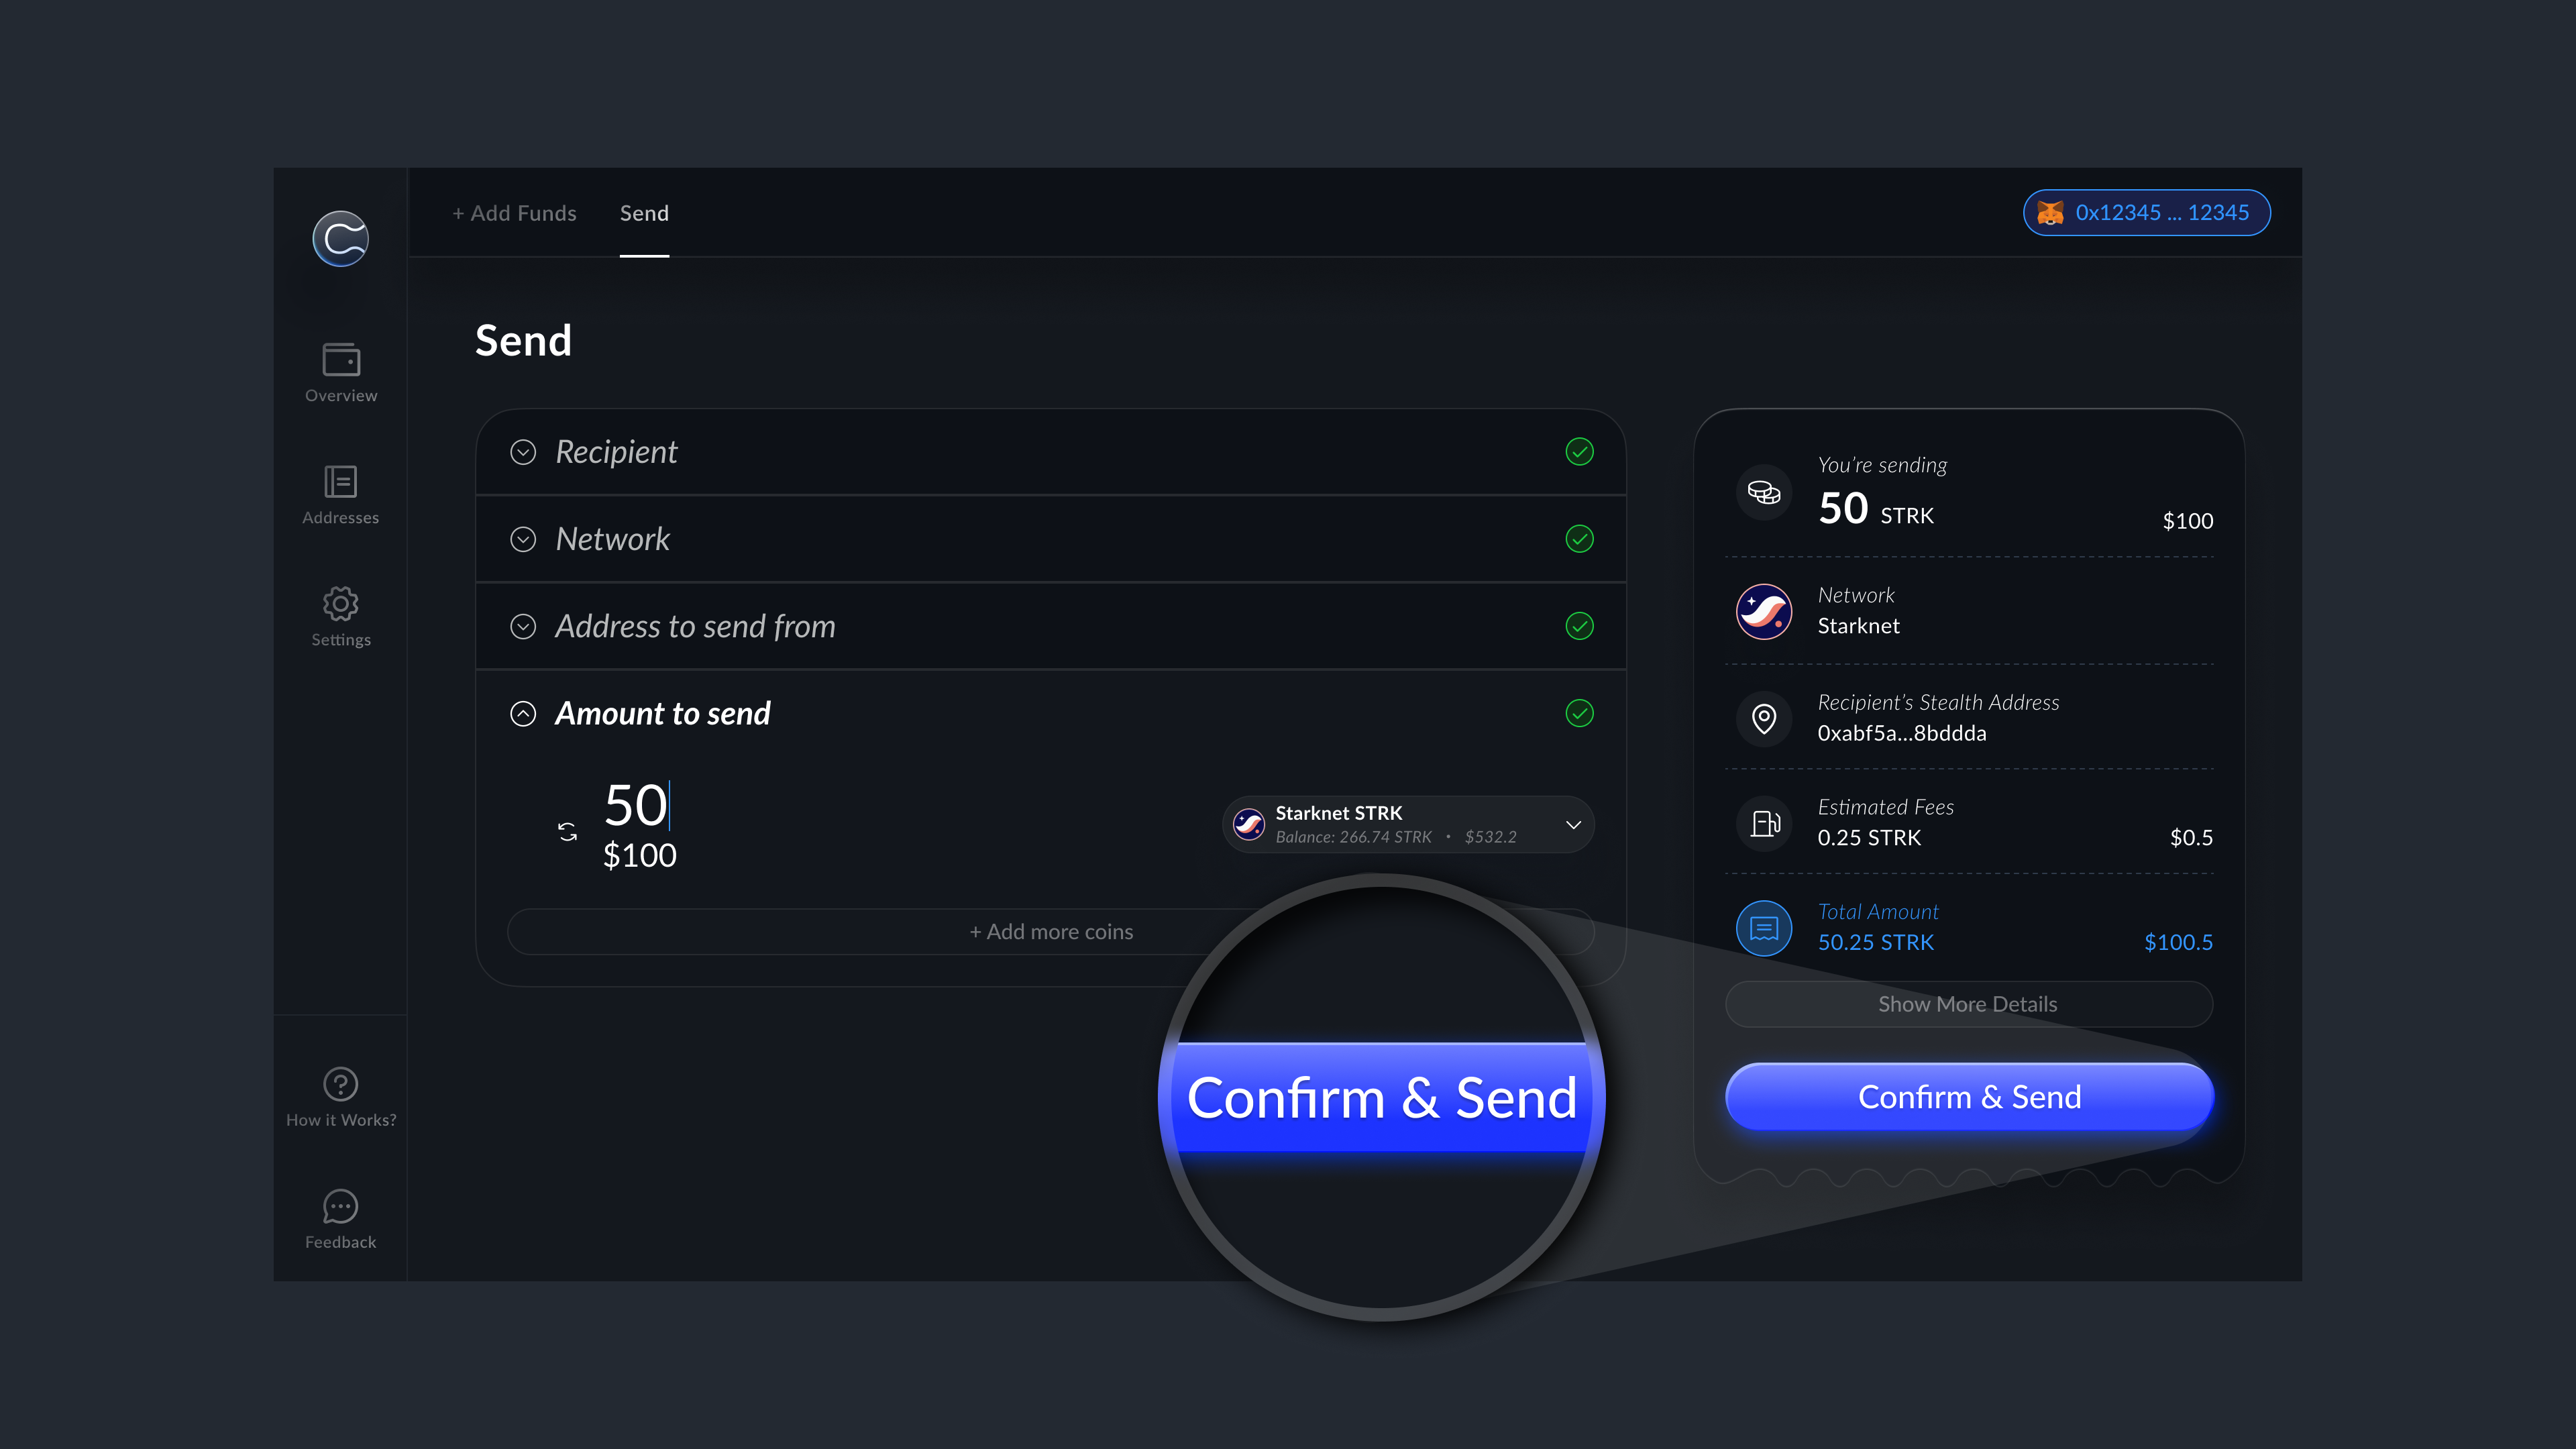 + Add Funds
Send
0x12345 ... 12345
Overview
Addresses
Settings
How it Works?
Feedback
Send
Recipient
Network
Address to send from
Amount to send
50
$100
Starknet STRK
Balance: 266.74 STRK • $532.2
+ Add more coins
You're sending
50 STRK
$100
Network
Starknet
Recipient's Stealth Address
0xabf5a...8bddda
Estimated Fees
0.25 STRK
$0.5
Total Amount
50.25 STRK
$100.5
Show More Details
Confirm & Send
Confirm & Send